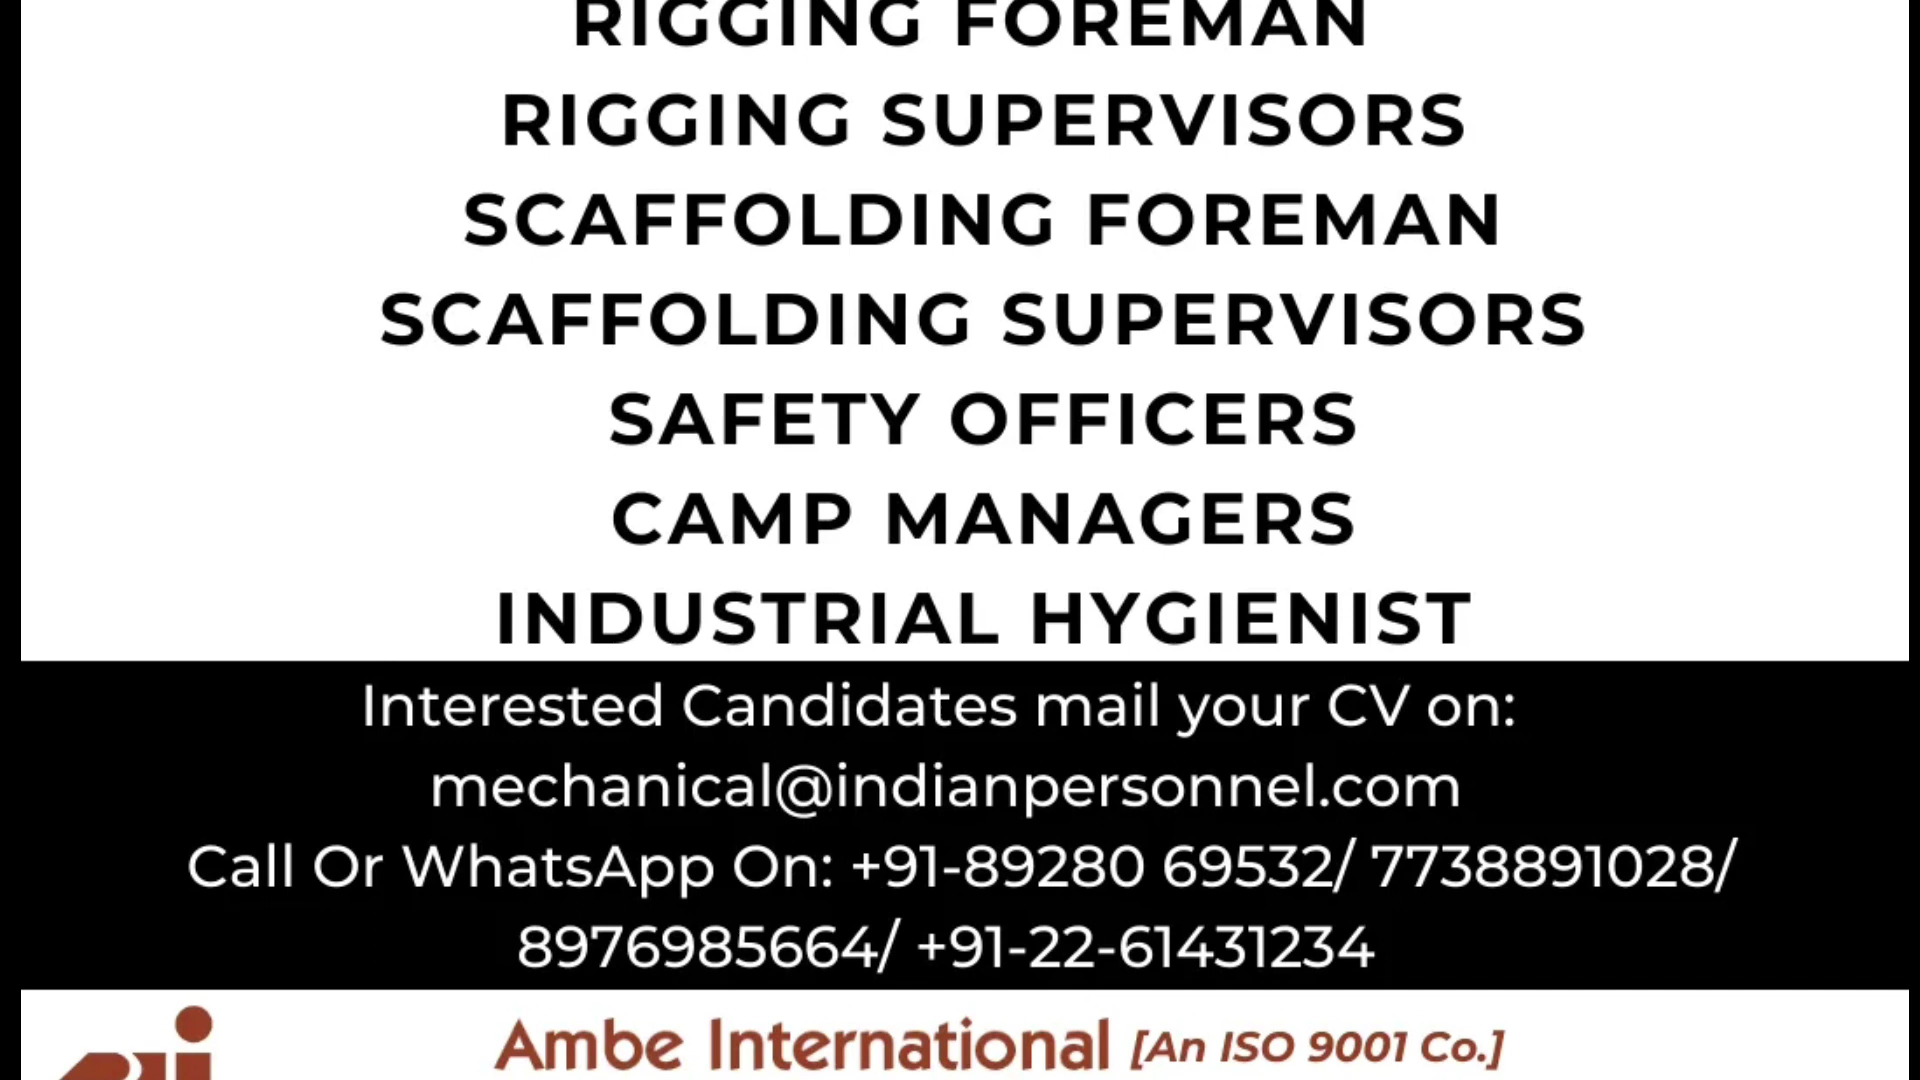 RIGGING FOREMAN
RIGGING SUPERVISORS
SCAFFOLDING FOREMAN
SCAFFOLDING SUPERVISORS
SAFETY OFFICERS
CAMP MANAGERS
INDUSTRIAL HYGIENIST
Interested Candidates mail your CV on:
mechanical@indianpersonnel.com
Call Or WhatsApp On: +91-89280 69532/ 7738891028/
8976985664/ +91-22-61431234
Ambe International [An ISO 9001 Co.]